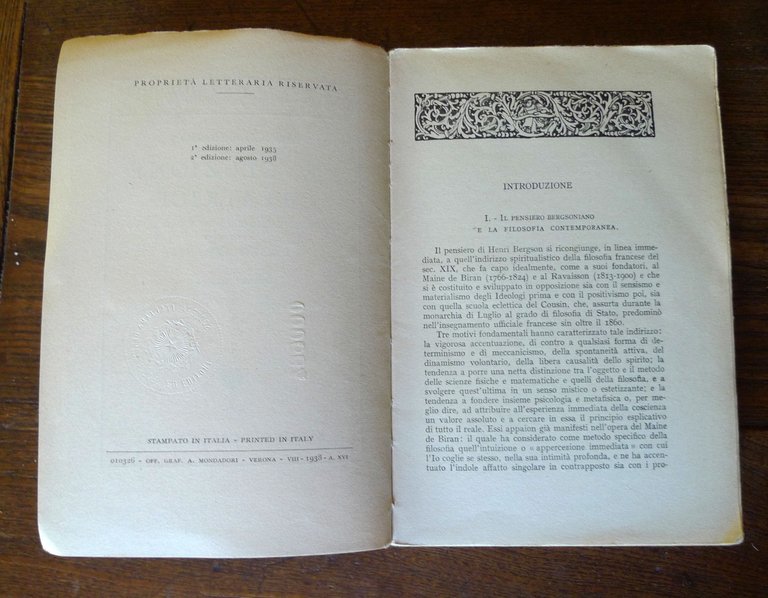 PROPRIETÀ LETTERARIA RISERVATA
1ª edizione: aprile 1935
2ª edizione: agosto 1938
STAMPATO IN ITALIA - PRINTED IN ITALY
010326 - OFF. GRAF. A. MONDADORI - VERONA - VIII - 1938 - A. XVI
INTRODUZIONE
I. - IL PENSIERO BERGSONIANO
E LA FILOSOFIA CONTEMPORANEA.
Il pensiero di Henri Bergson si ricongiunge, in linea imme-
diata, a quell'indirizzo spiritualistico della filosofia francese del
sec. XIX, che fa capo idealmente, come a suoi fondatori, al
Maine de Biran (1766-1824) e al Ravaisson (1813-1900) e che
si è costituito e sviluppato in opposizione sia con il sensismo e
materialismo degli Ideologi prima e con il positivismo poi, sia
con quella scuola eclettica del Cousin, che, assurta durante la
monarchia di Luglio al grado di filosofia di Stato, predominò
nell'insegnamento ufficiale francese sin oltre il 1860.
Tre motivi fondamentali hanno caratterizzato tale indirizzo:
la vigorosa accentuazione, di contro a qualsiasi forma di de-
terminismo e di meccanicismo, della spontaneità attiva, del
dinamismo volontario, della libera causalità dello spirito; la
tendenza a porre una netta distinzione tra l'oggetto e il metodo
delle scienze fisiche e matematiche e quelli della filosofia, e a
svolgere quest'ultima in un senso mistico o estetizzante; e la
tendenza a fondere insieme psicologia e metafisica o, per me-
glio dire, ad attribuire all'esperienza immediata della coscienza
un valore assoluto e a cercare in essa il principio esplicativo
di tutto il reale. Essi appaion già manifesti nell'opera del Maine
de Biran: il quale ha considerato come metodo specifico della
filosofia quell'intuizione o « appercezione immediata » con cui
l'Io coglie se stesso, nella sua intimità profonda, e ne ha accen-
tuato l'indole affatto singolare in contrapposto sia con i pro-